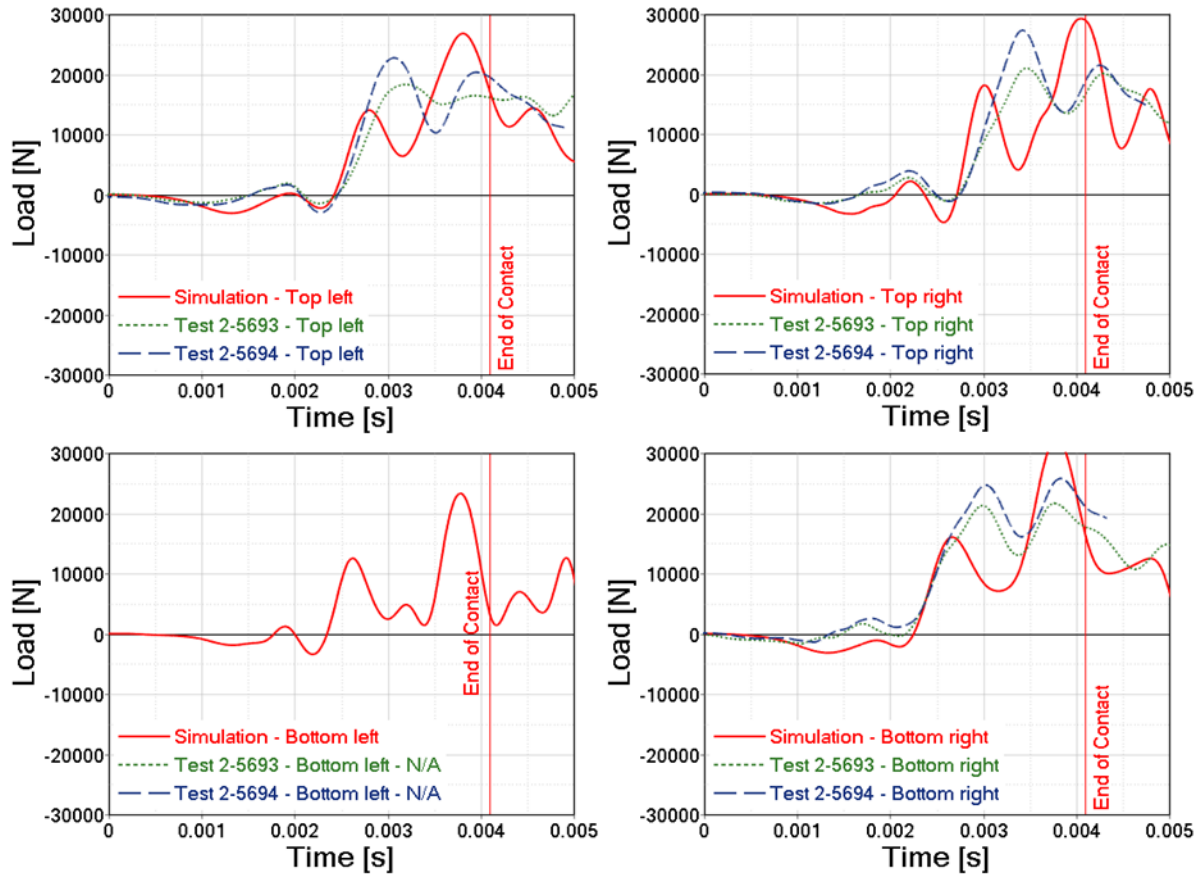 30000
20000
10000
0
-10000
-20000
-30000
Load [N]
Simulation - Top left
Test 2-5693 - Top left
Test 2-5694 - Top left
End of Contact
0 0.001 0.002 0.003 0.004 0.005
Time [s]
30000
20000
10000
0
-10000
-20000
-30000
Load [N]
Simulation - Top right
Test 2-5693 - Top right
Test 2-5694 - Top right
End of Contact
0 0.001 0.002 0.003 0.004 0.005
Time [s]
30000
20000
10000
0
-10000
-20000
-30000
Load [N]
End of Contact
Simulation - Bottom left
Test 2-5693 - Bottom left - N/A
Test 2-5694 - Bottom left - N/A
0 0.001 0.002 0.003 0.004 0.005
Time [s]
30000
20000
10000
0
-10000
-20000
-30000
Load [N]
Simulation - Bottom right
Test 2-5693 - Bottom right
Test 2-5694 - Bottom right
End of Contact
0 0.001 0.002 0.003 0.004 0.005
Time [s]